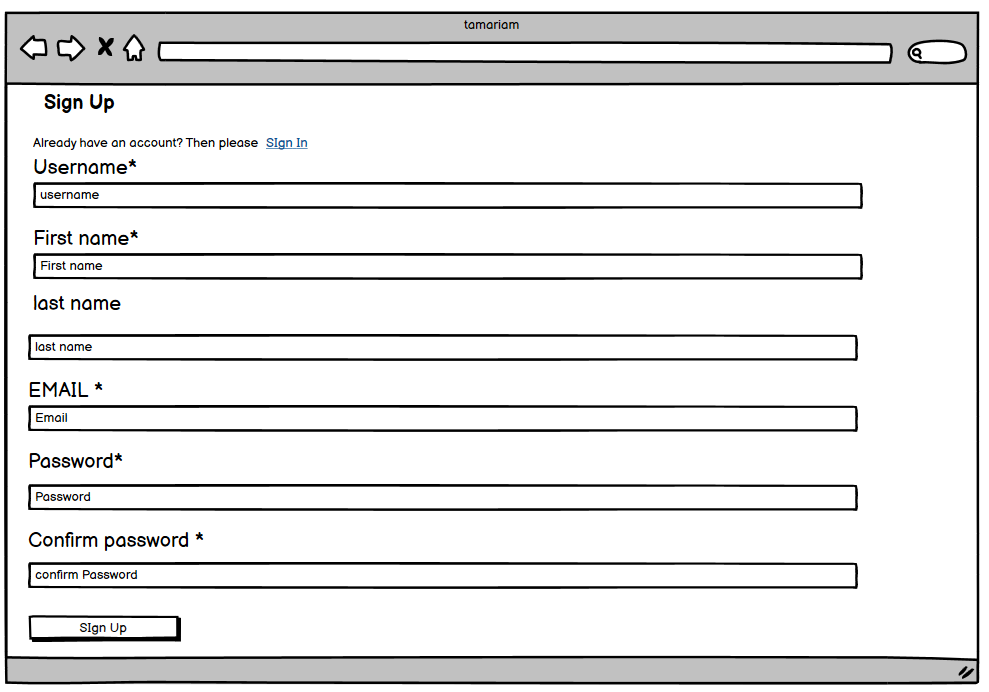 tamariam
Sign Up
Already have an account? Then please SIgn In
Username*
username
First name*
First name
last name
last name
EMAIL *
Email
Password*
Password
Confirm password *
confirm Password
SIgn Up